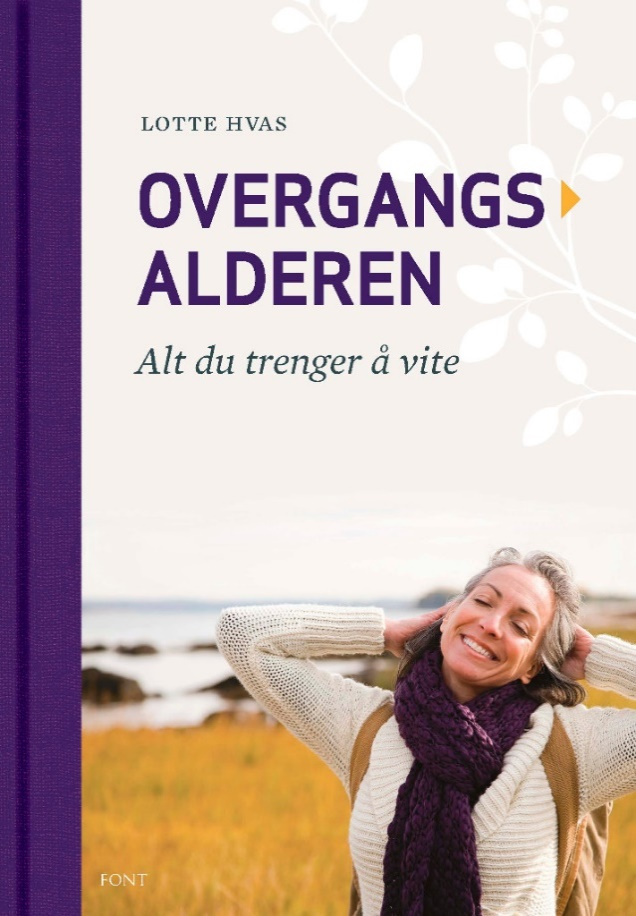 LOTTE HVAS
OVERGANGS
ALDEREN
Alt du trenger å vite
FONT